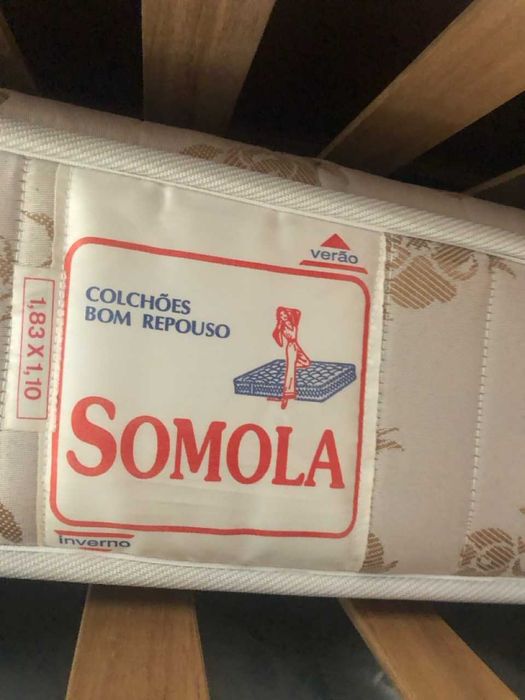 verão
COLCHÕES
BOM REPOUSO
1,83 X 1,10
SOMOLA
inverno